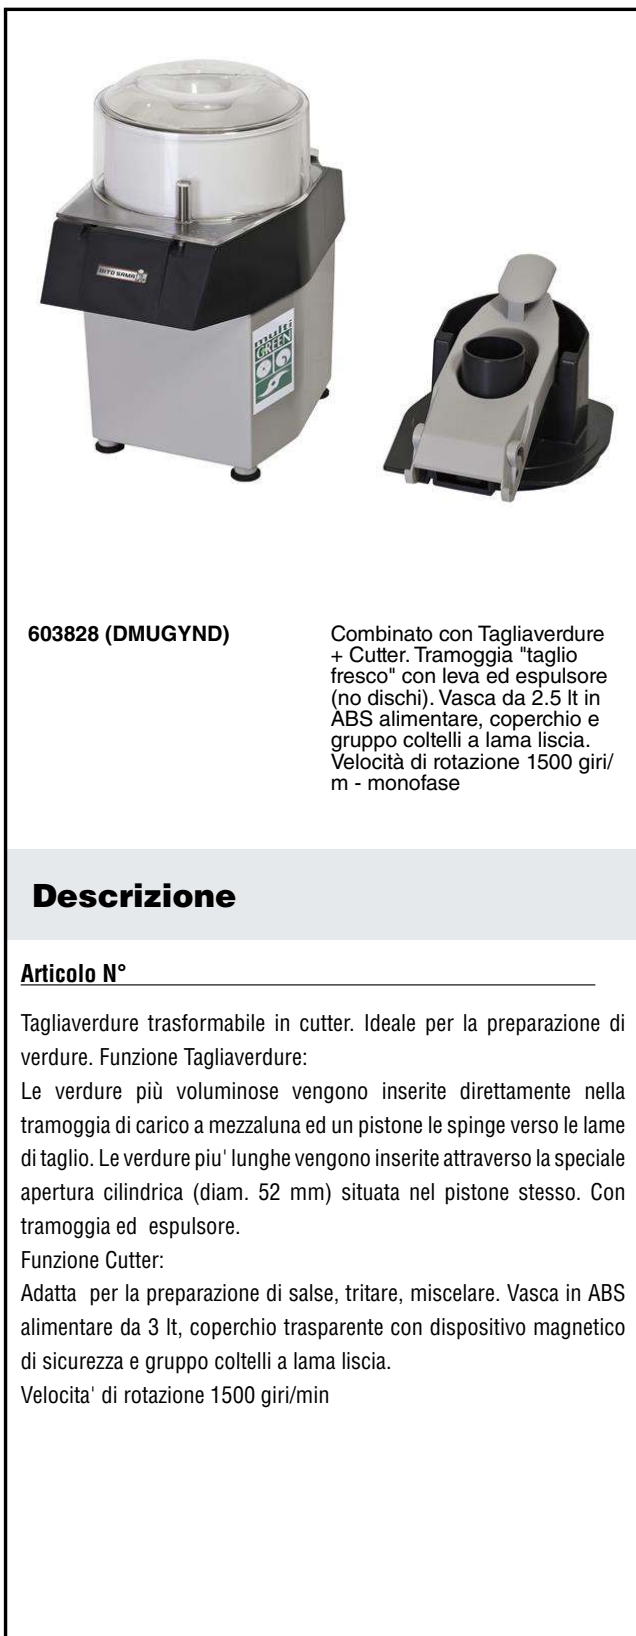 DITO SAMA
multi
GREEN
603828 (DMUGYND)
Combinato con Tagliaverdure
+ Cutter. Tramoggia "taglio
fresco" con leva ed espulsore
(no dischi). Vasca da 2.5 lt in
ABS alimentare, coperchio e
gruppo coltelli a lama liscia.
Velocità di rotazione 1500 giri/
m - monofase
Descrizione
Articolo N°
Tagliaverdure trasformabile in cutter. Ideale per la preparazione di
verdure. Funzione Tagliaverdure:
Le verdure più voluminose vengono inserite direttamente nella
tramoggia di carico a mezzaluna ed un pistone le spinge verso le lame
di taglio. Le verdure piu' lunghe vengono inserite attraverso la speciale
apertura cilindrica (diam. 52 mm) situata nel pistone stesso. Con
tramoggia ed  espulsore.
Funzione Cutter:
Adatta  per la preparazione di salse, tritare, miscelare. Vasca in ABS
alimentare da 3 lt, coperchio trasparente con dispositivo magnetico
di sicurezza e gruppo coltelli a lama liscia.
Velocita' di rotazione 1500 giri/min